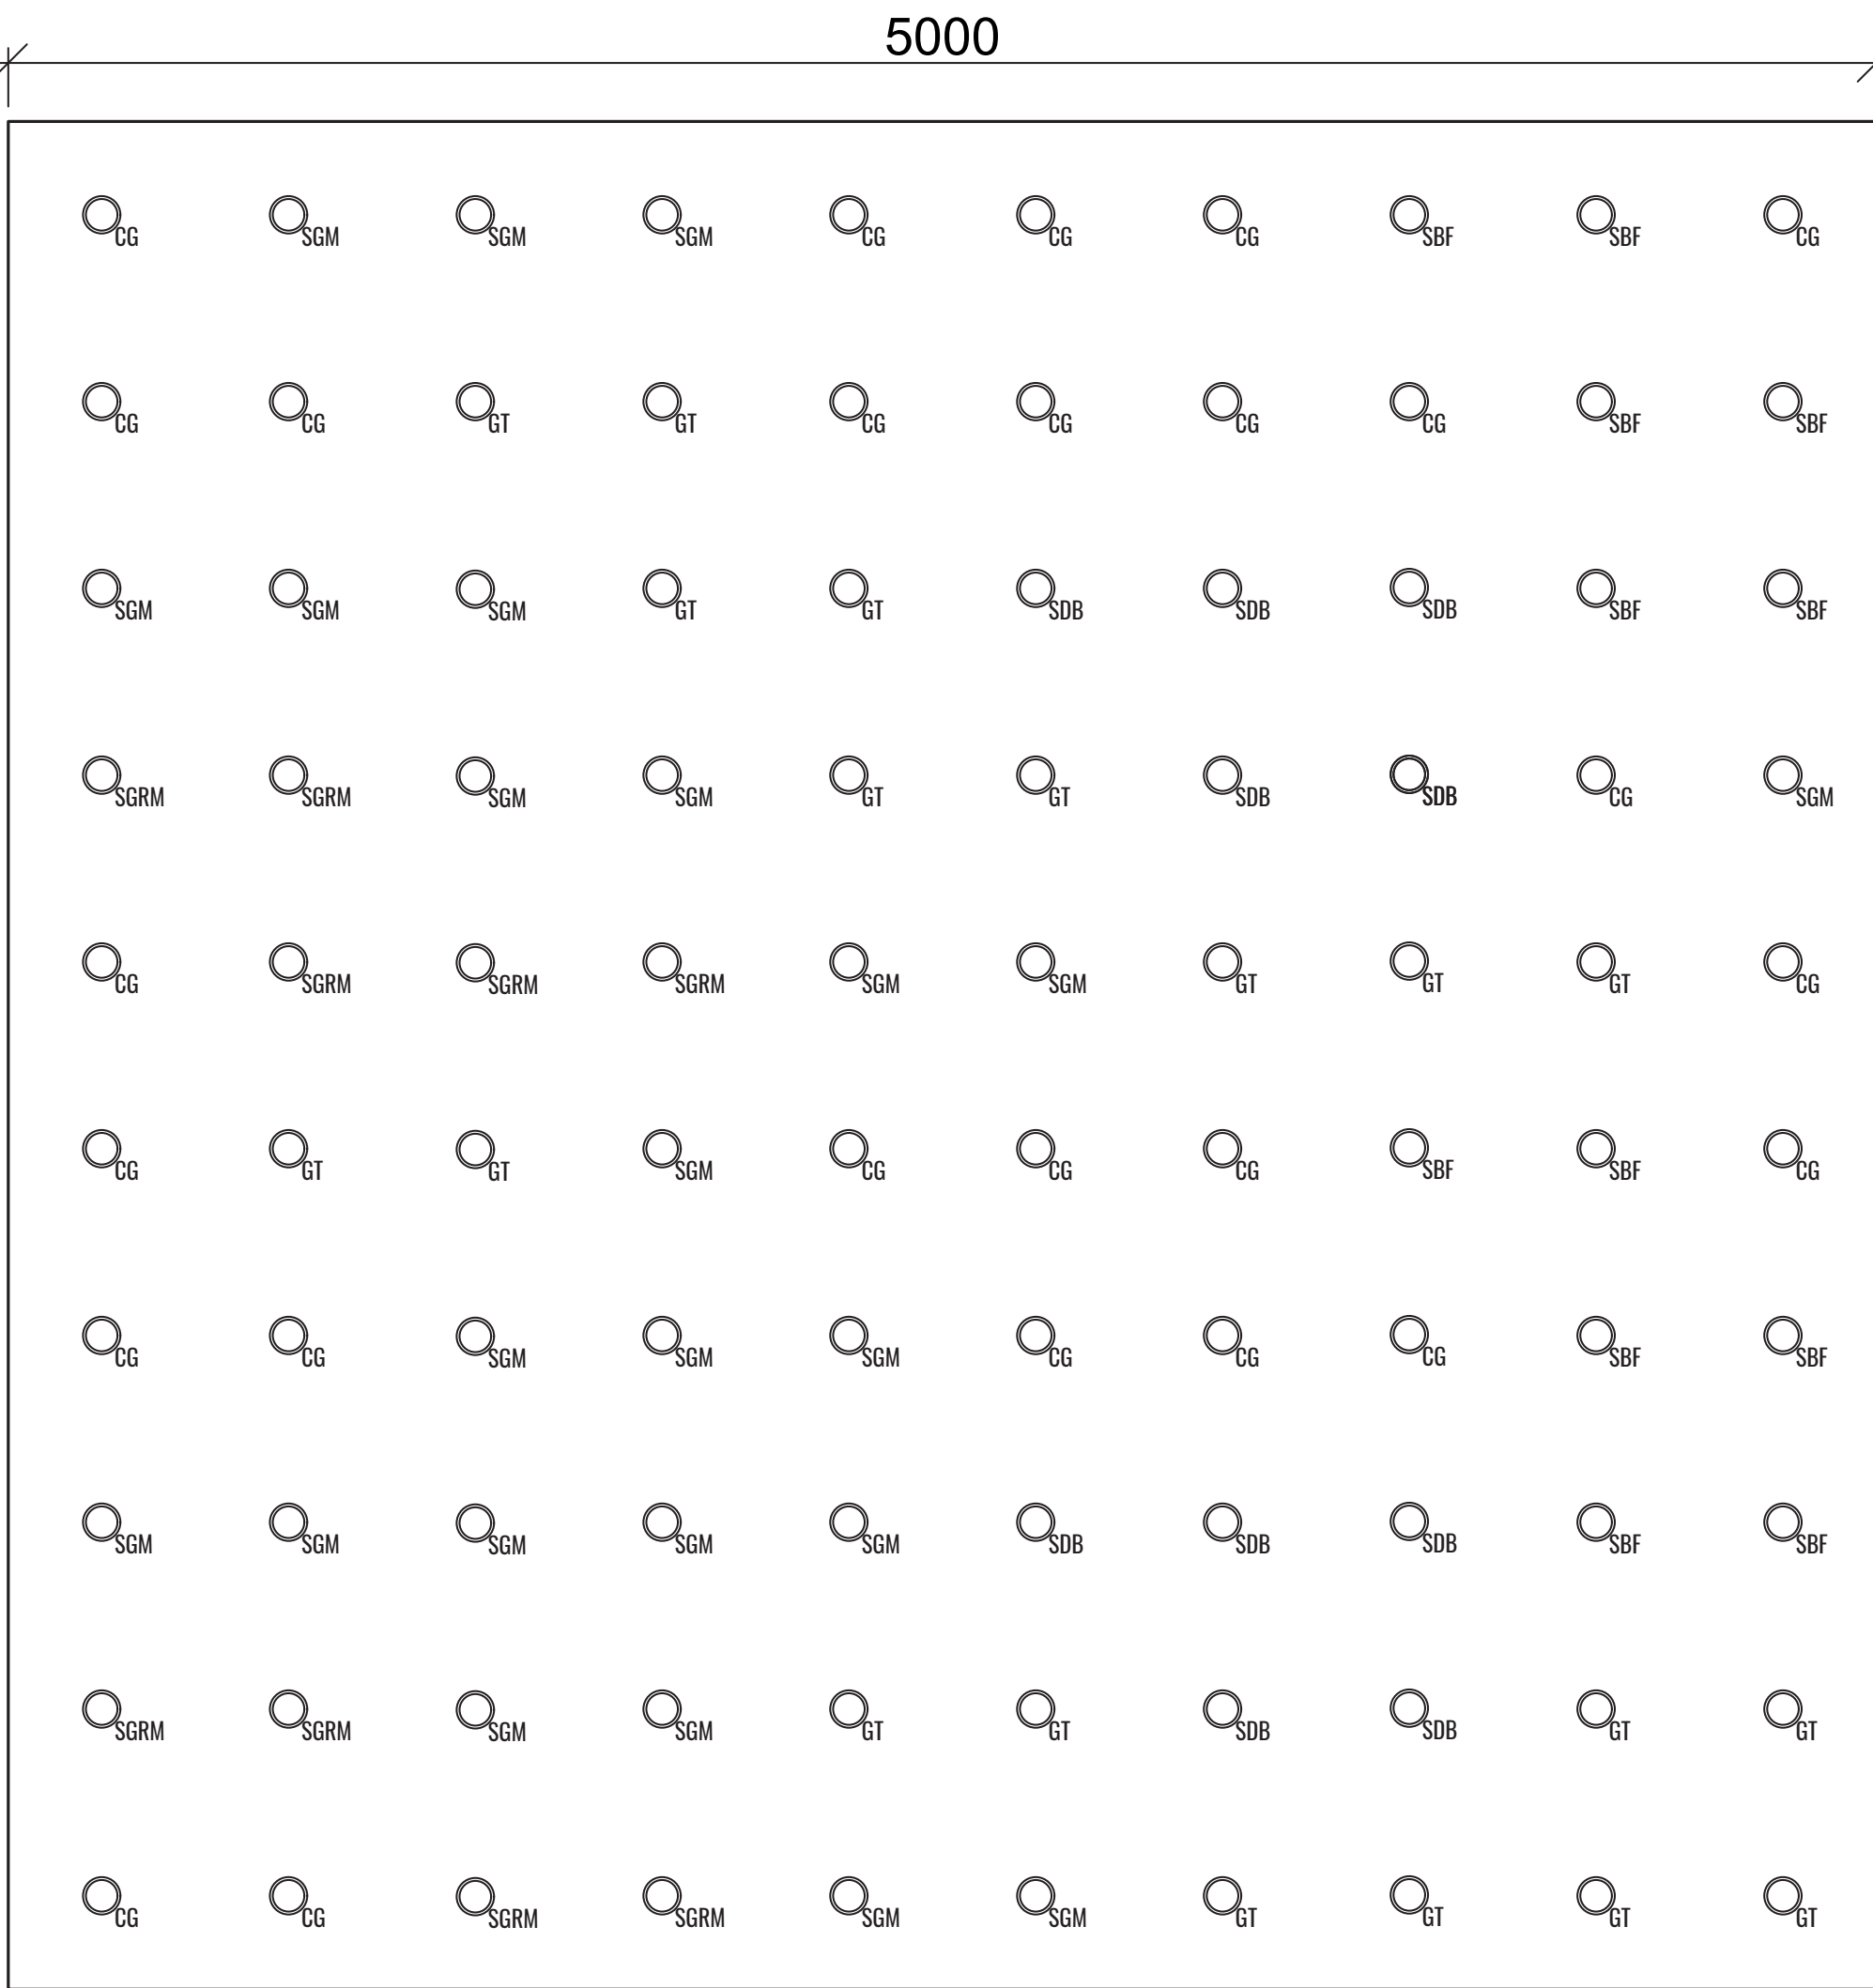 5000
CG SGM SGM SGM CG CG CG SBF SBF CG
CG CG GT GT CG CG CG CG SBF SBF
SGM SGM SGM GT GT SDB SDB SDB SBF SBF
SGRM SGRM SGM SGM GT GT SDB SDB CG SGM
CG SGRM SGRM SGRM SGM SGM GT GT GT CG
CG GT GT SGM CG CG CG SBF SBF CG
CG CG SGM SGM SGM CG CG CG SBF SBF
SGM SGM SGM SGM SGM SDB SDB SDB SBF SBF
SGRM SGRM SGM SGM GT GT SDB SDB GT GT
CG CG SGRM SGRM SGM SGM GT GT GT GT